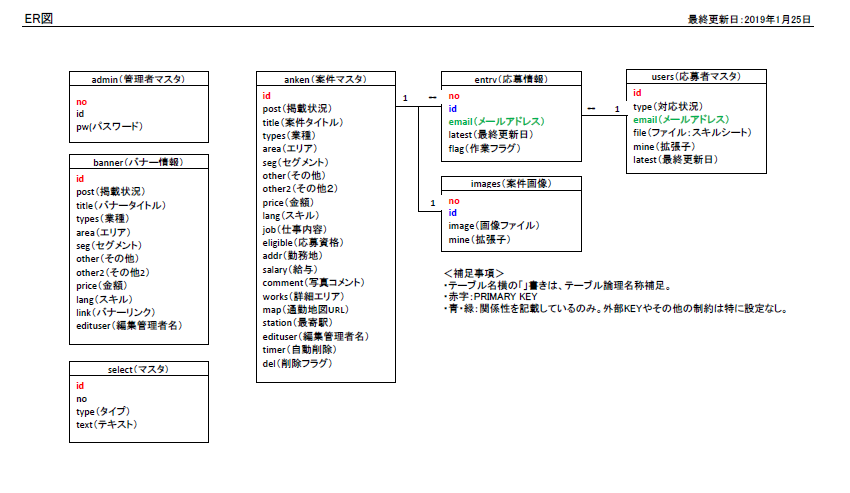 ER図
最終更新日：2019年1月25日
admin（管理者マスタ）
no
id
pw(パスワード)
banner（バナー情報）
id
post（掲載状況）
title（バナータイトル）
types（業種）
area（エリア）
seg（セグメント）
other（その他）
other2（その他2）
price（金額）
lang（スキル）
link（バナーリンク）
edituser（編集管理者名）
select（マスタ）
id
no
type（タイプ）
text（テキスト）
anken（案件マスタ）
id
post（掲載状況）
title（案件タイトル）
types（業種）
area（エリア）
seg（セグメント）
other（その他）
other2（その他２）
price（金額）
lang（スキル）
job（仕事内容）
eligible（応募資格）
addr（勤務地）
salary（給与）
comment（写真コメント）
works（詳細エリア）
map（通勤地図URL）
station（最寄駅）
edituser（編集管理者名）
timer（自動削除）
del（削除フラグ）
1
∞
1
entry（応募情報）
no
id
email（メールアドレス）
latest（最終更新日）
flag（作業フラグ）
∞
1
images（案件画像）
no
id
image（画像ファイル）
mine（拡張子）
users（応募者マスタ）
id
type（対応状況）
email（メールアドレス）
file（ファイル：スキルシート）
mine（拡張子）
latest（最終更新日）
＜補足事項＞
・テーブル名横の「」書きは、テーブル論理名称補足。
・赤字：PRIMARY KEY
・青・緑：関係性を記載しているのみ。外部KEYやその他の制約は特に設定なし。